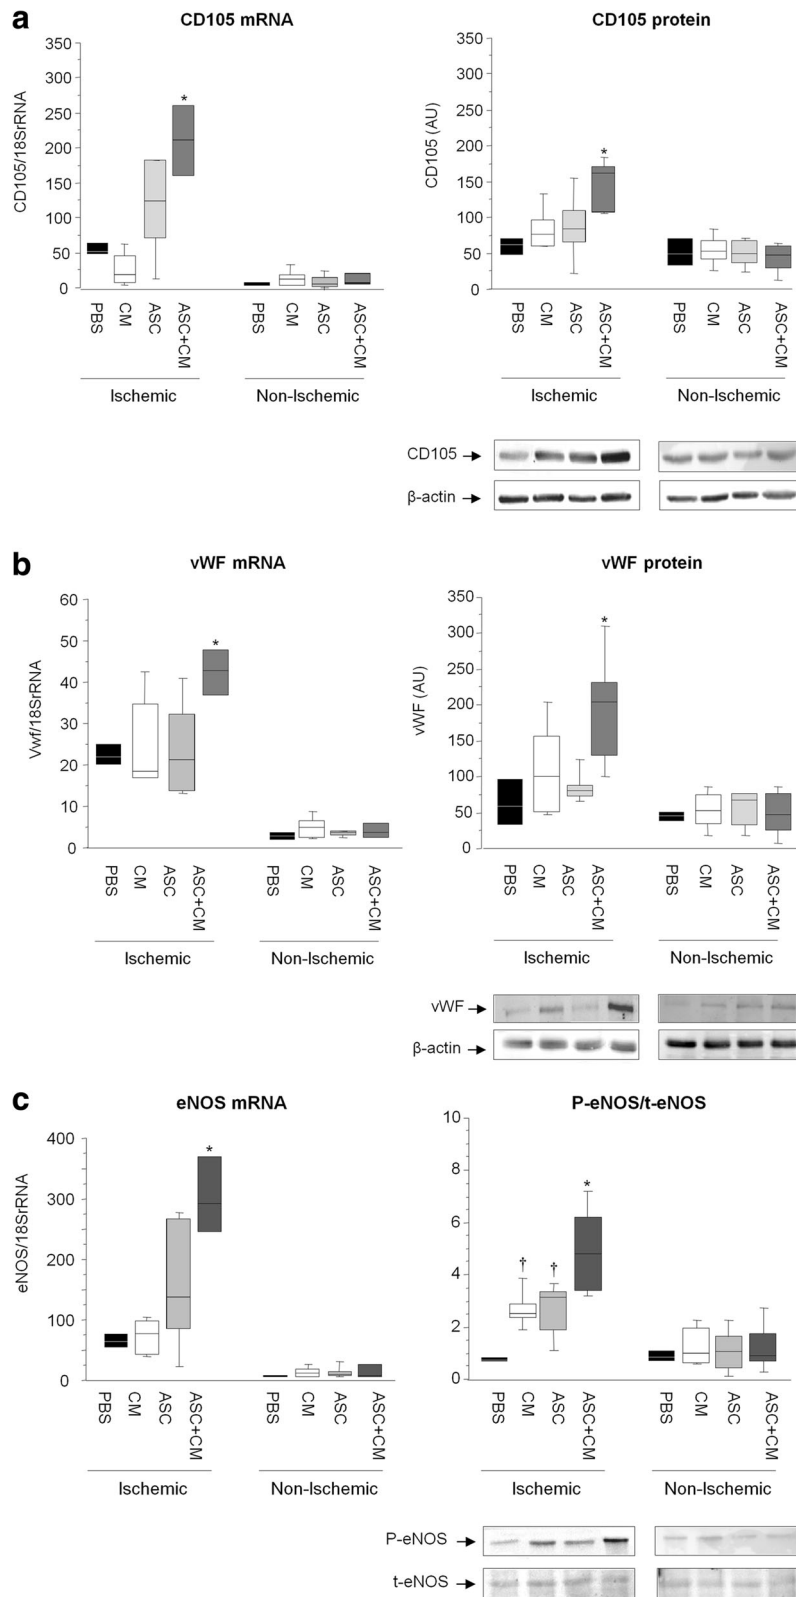 a
CD105 mRNA
CD105/18SrRNA
350
300
250
200
150
100
50
0
*
PBS
CM
ASC
ASC+CM
PBS
CM
ASC
ASC+CM
Ischemic
Non-Ischemic
CD105 protein
CD105 (AU)
350
300
250
200
150
100
50
0
*
PBS
CM
ASC
ASC+CM
PBS
CM
ASC
ASC+CM
Ischemic
Non-Ischemic
CD105
β-actin
b
vWF mRNA
Vwf/18SrRNA
60
50
40
30
20
10
0
*
PBS
CM
ASC
ASC+CM
PBS
CM
ASC
ASC+CM
Ischemic
Non-Ischemic
vWF protein
vWF (AU)
350
300
250
200
150
100
50
0
*
PBS
CM
ASC
ASC+CM
PBS
CM
ASC
ASC+CM
Ischemic
Non-Ischemic
vWF
β-actin
c
eNOS mRNA
eNOS/18SrRNA
400
300
200
100
0
*
PBS
CM
ASC
ASC+CM
PBS
CM
ASC
ASC+CM
Ischemic
Non-Ischemic
P-eNOS/t-eNOS
10
8
6
4
2
0
†
†
*
PBS
CM
ASC
ASC+CM
PBS
CM
ASC
ASC+CM
Ischemic
Non-Ischemic
P-eNOS
t-eNOS